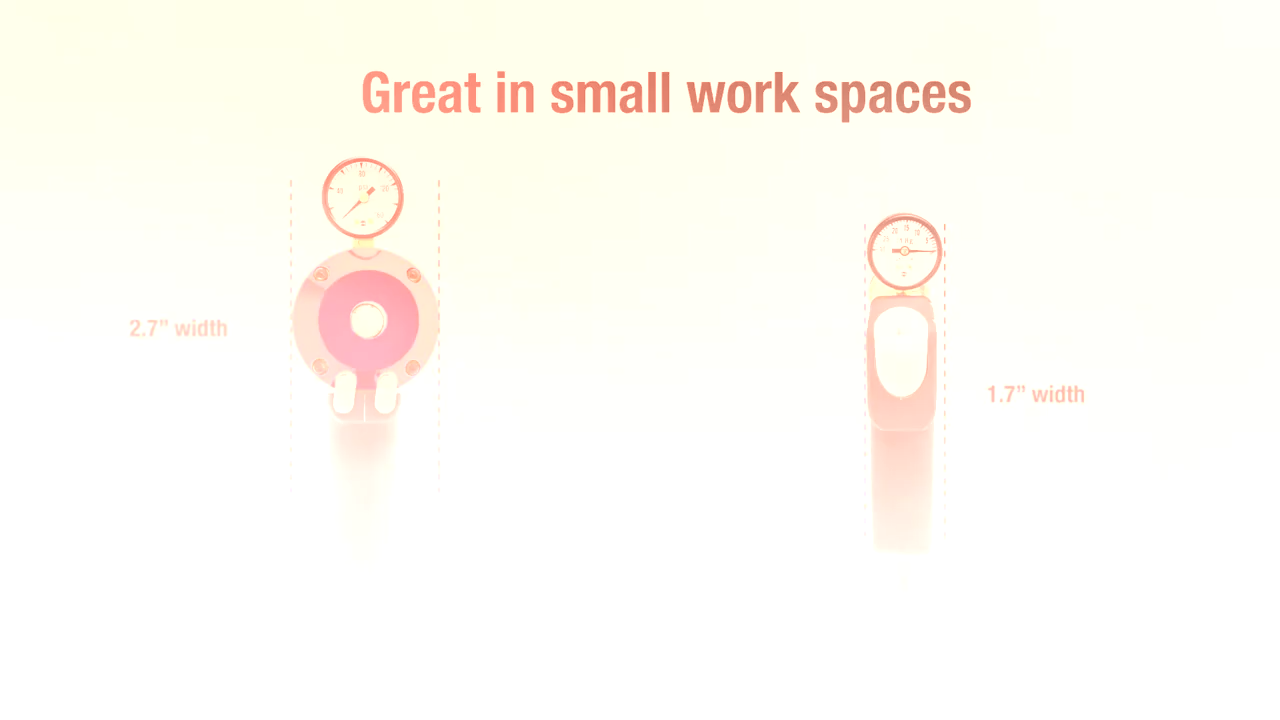 Great in small work spaces
2.7” width
1.7” width